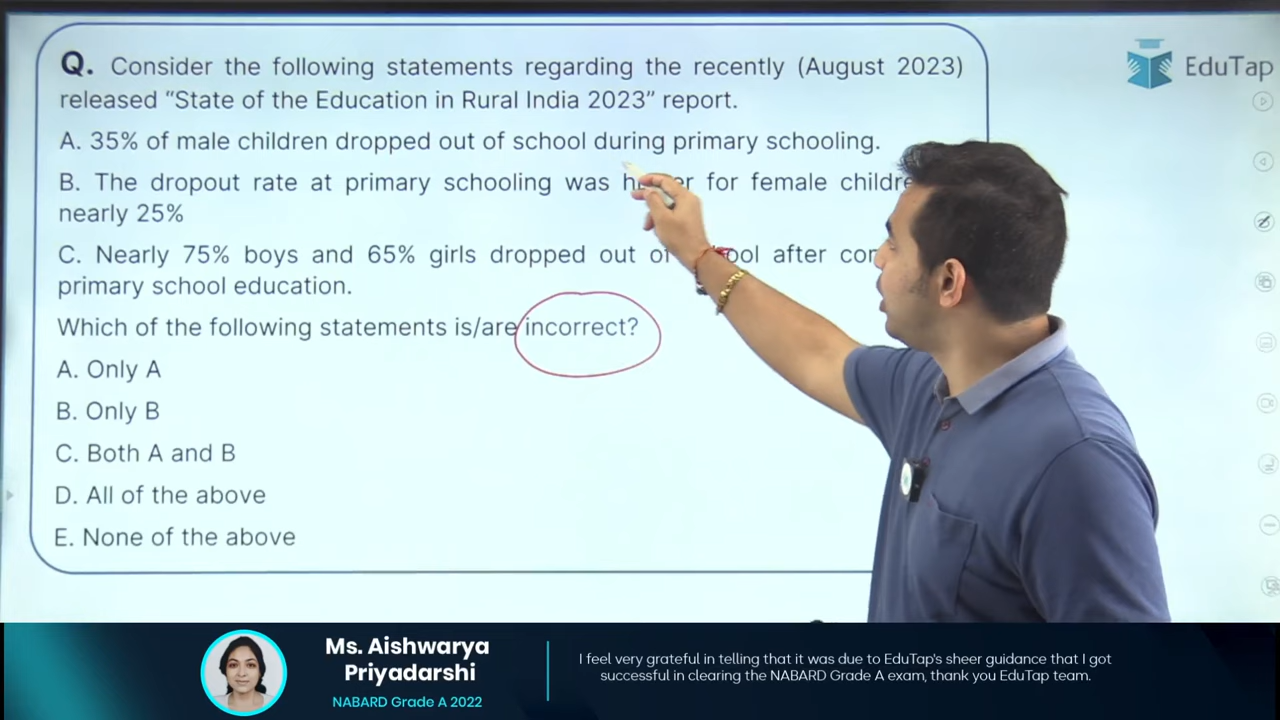 Q. Consider the following statements regarding the recently (August 2023)
released “State of the Education in Rural India 2023” report.
A. 35% of male children dropped out of school during primary schooling.
B. The dropout rate at primary schooling was for female
nearly 25%
C. Nearly 75% boys and 65% girls dropped out of after
primary school education.
Which of the following statements is/are incorrect?
A. Only A
B. Only B
C. Both A and B
D. All of the above
E. None of the above
EduTap
Ms. Aishwarya
Priyadarshi
NABARD Grade A 2022
I feel very grateful in telling that it was due to EduTap's sheer guidance that I got
successful in clearing the NABARD Grade A exam, thank you EduTap team.